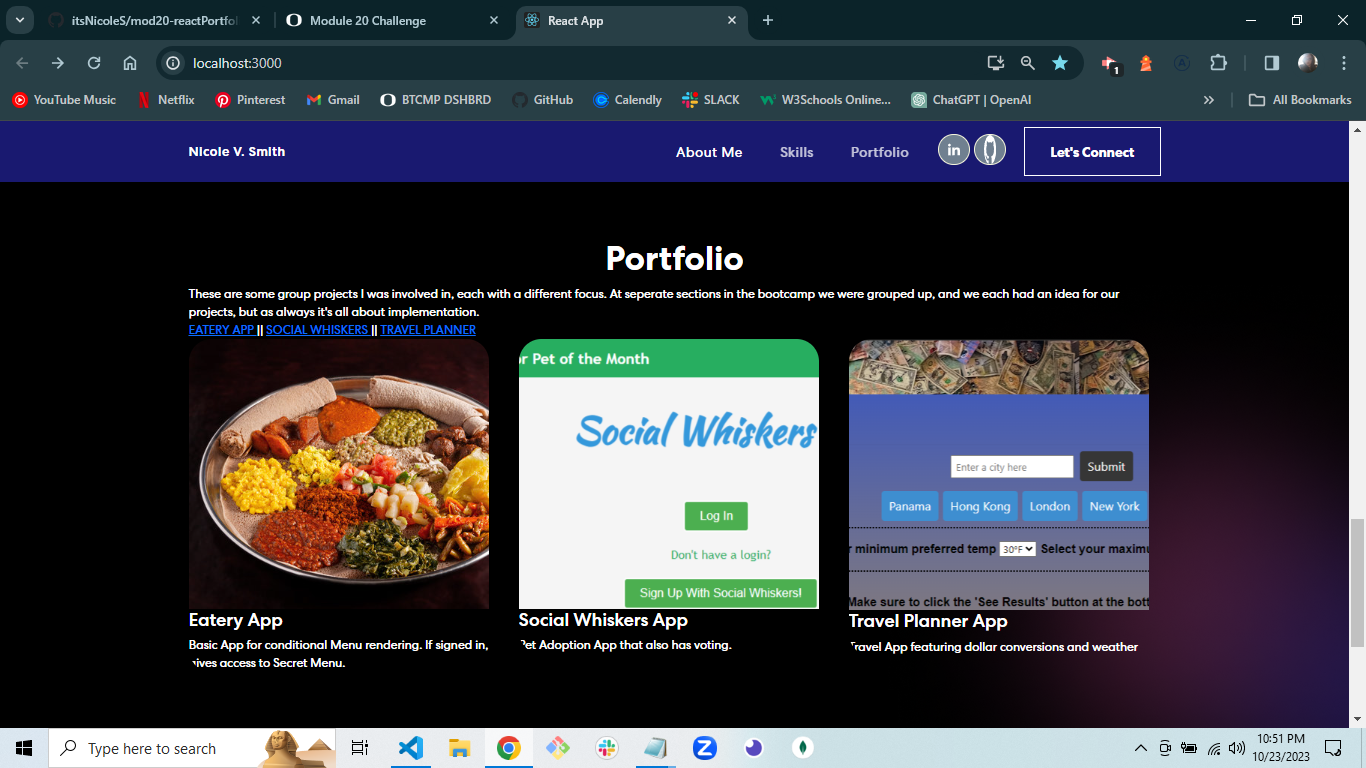 itsNicoleS/mod20-reactPortfol
Module 20 Challenge
React App
localhost:3000
1
YouTube Music
Netflix
Pinterest
Gmail
BTCMP DSHBRD
GitHub
Calendly
SLACK
W3Schools Online...
ChatGPT | OpenAI
All Bookmarks
Nicole V. Smith
About Me
Skills
Portfolio
in
Let's Connect
Portfolio
These are some group projects I was involved in, each with a different focus. At seperate sections in the bootcamp we were grouped up, and we each had an idea for our
projects, but as always it's all about implementation.
EATERY APP || SOCIAL WHISKERS || TRAVEL PLANNER
r Pet of the Month
Social Whiskers
Log In
Don't have a login?
Sign Up With Social Whiskers!
Enter a city here
Submit
Panama
Hong Kong
London
New York
r minimum preferred temp 30°F Select your maximu
Make sure to click the 'See Results' button at the bott
Eatery App
Basic App for conditional Menu rendering. If signed in,
gives access to Secret Menu.
Social Whiskers App
Pet Adoption App that also has voting.
Travel Planner App
Travel App featuring dollar conversions and weather
Type here to search
10:51 PM
10/23/2023